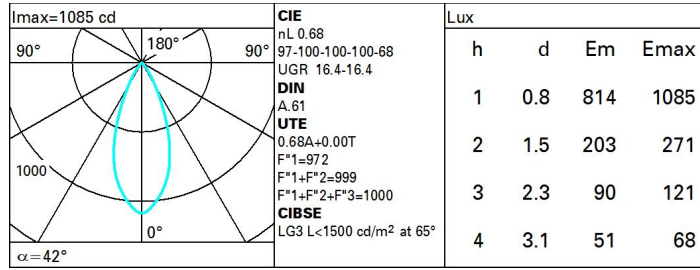 Imax=1085 cd
90°
180°
90°
1000
0°
α=42°
CIE
nL 0.68
97-100-100-100-68
UGR 16.4-16.4
DIN
A.61
UTE
0.68A+0.00T
F"1=972
F"1+F"2=999
F"1+F"2+F"3=1000
CIBSE
LG3 L<1500 cd/m² at 65°
Lux
h d Em Emax
1 0.8 814 1085
2 1.5 203 271
3 2.3 90 121
4 3.1 51 68